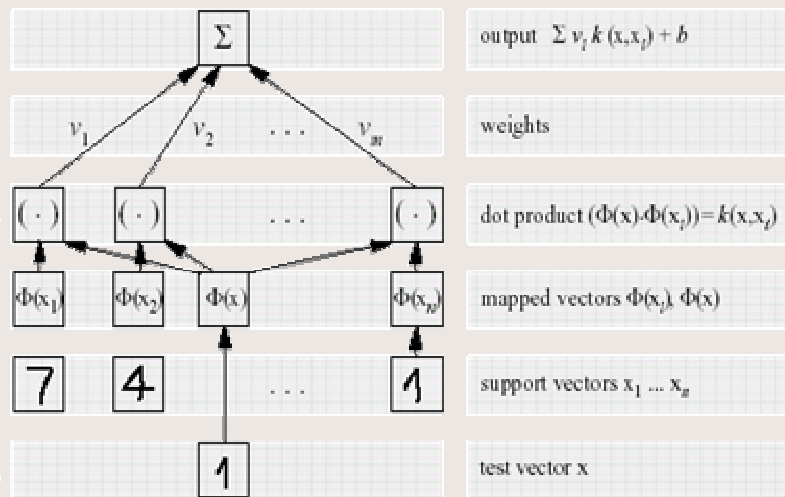 Σ output Σ vᵢ k (x,xᵢ) + b
v₁ v₂ . . . vₘ weights
( · ) ( · ) . . . ( · ) dot product (Φ(x)·Φ(xᵢ))=k(x,xᵢ)
Φ(x₁) Φ(x₂) Φ(x) Φ(xₙ) mapped vectors Φ(xᵢ), Φ(x)
7 4 . . . 1 support vectors x₁ ... xₙ
1 test vector x